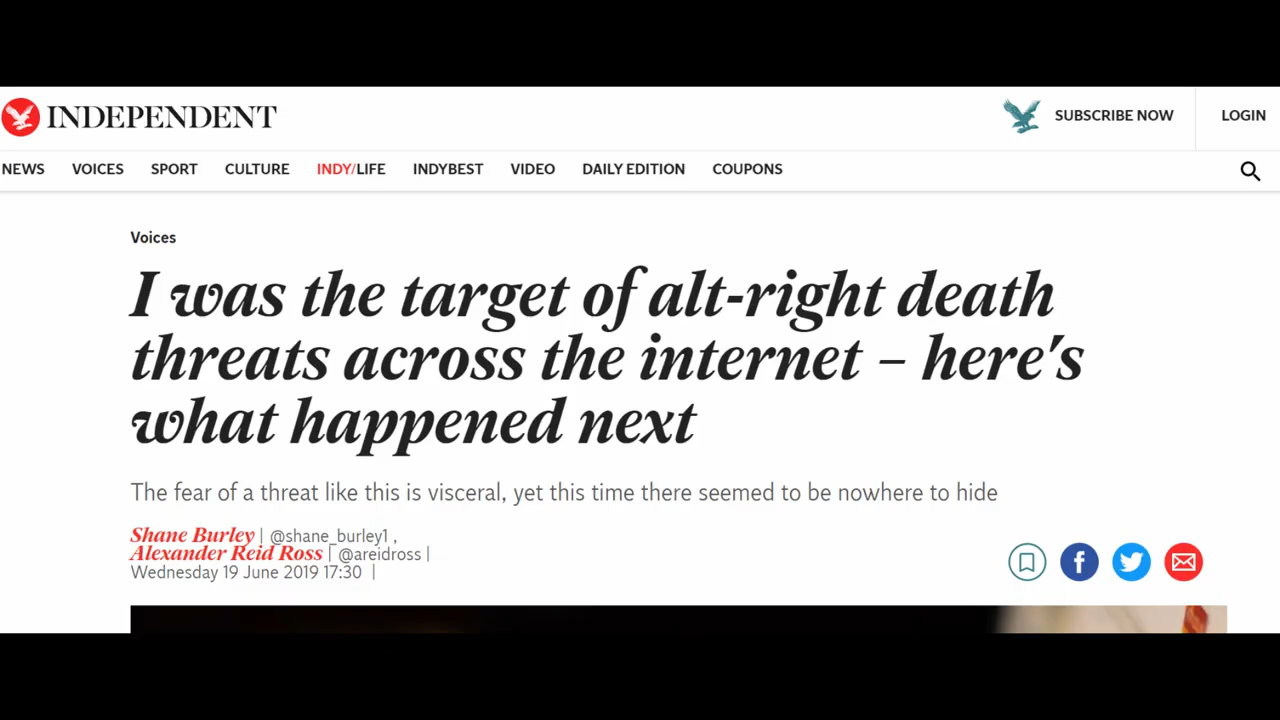 INDEPENDENT
SUBSCRIBE NOW
LOGIN
NEWS VOICES SPORT CULTURE INDY/LIFE INDYBEST VIDEO DAILY EDITION COUPONS
Voices
I was the target of alt-right death
threats across the internet – here's
what happened next
The fear of a threat like this is visceral, yet this time there seemed to be nowhere to hide
Shane Burley | @shane_burley1 ,
Alexander Reid Ross | @areidross |
Wednesday 19 June 2019 17:30 |